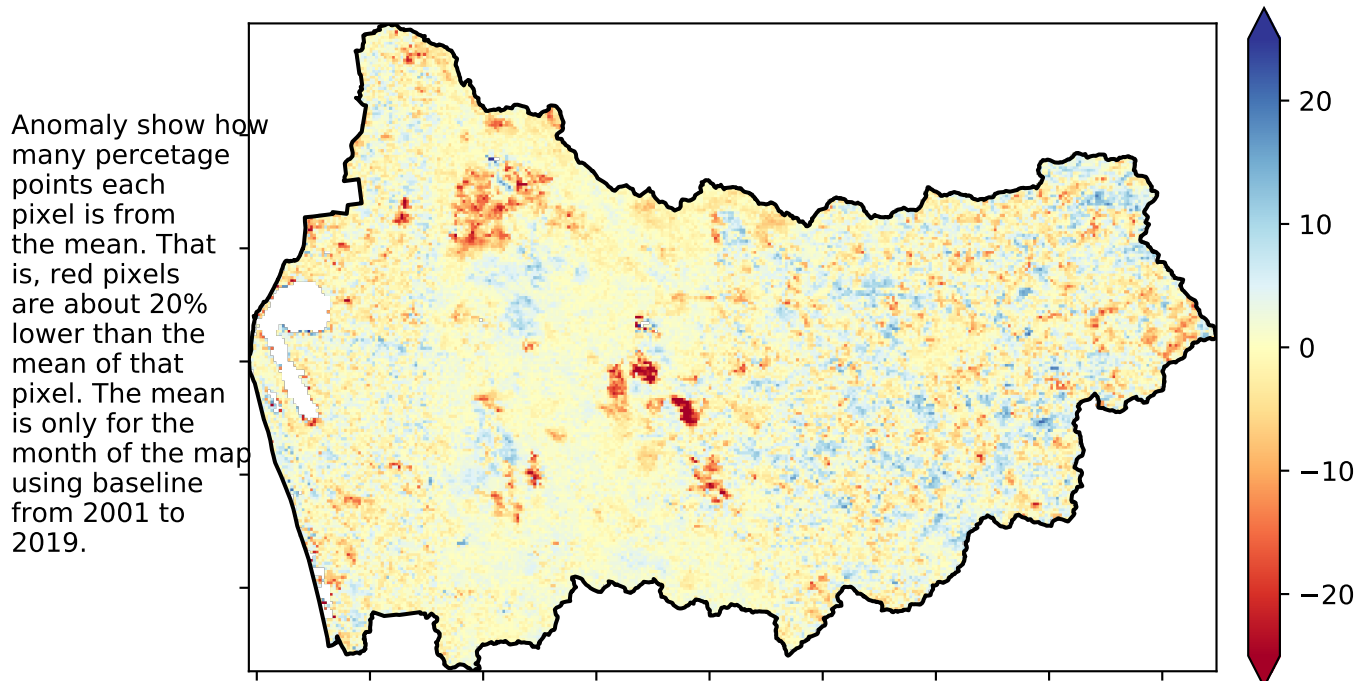 Anomaly show how
many percetage
points each
pixel is from
the mean. That
is, red pixels
are about 20%
lower than the
mean of that
pixel. The mean
is only for the
month of the map
using baseline
from 2001 to
2019.
20
10
0
−10
−20